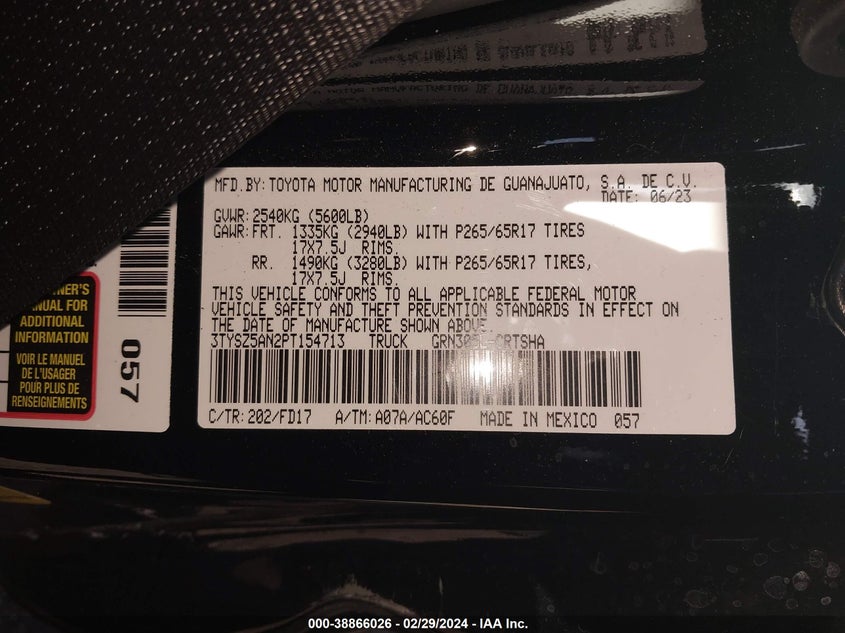 MFD.BY: TOYOTA MOTOR MANUFACTURING DE GUANAJUATO, S.A. DE C.V.
DATE: 06/23
GVWR: 2540KG (5600LB)
GAWR: FRT. 1335KG (2940LB) WITH P265/65R17 TIRES
17X7.5J RIMS.
RR. 1490KG (3280LB) WITH P265/65R17 TIRES,
17X7.5J RIMS.
THIS VEHICLE CONFORMS TO ALL APPLICABLE FEDERAL MOTOR
VEHICLE SAFETY AND THEFT PREVENTION STANDARDS IN EFFECT ON
THE DATE OF MANUFACTURE SHOWN ABOVE.
3TYSZ5AN2PT154713 TRUCK GRN305L-CRTSHA
C/TR: 202/FD17 A/TM: A07A/AC60F MADE IN MEXICO 057
MANUAL FOR
ADDITIONAL
INFORMATION
VOIR LE MANUEL
DE L'USAGER
POUR PLUS DE
RENSEIGNEMENTS
057
000-38866026 - 02/29/2024 - IAA Inc.